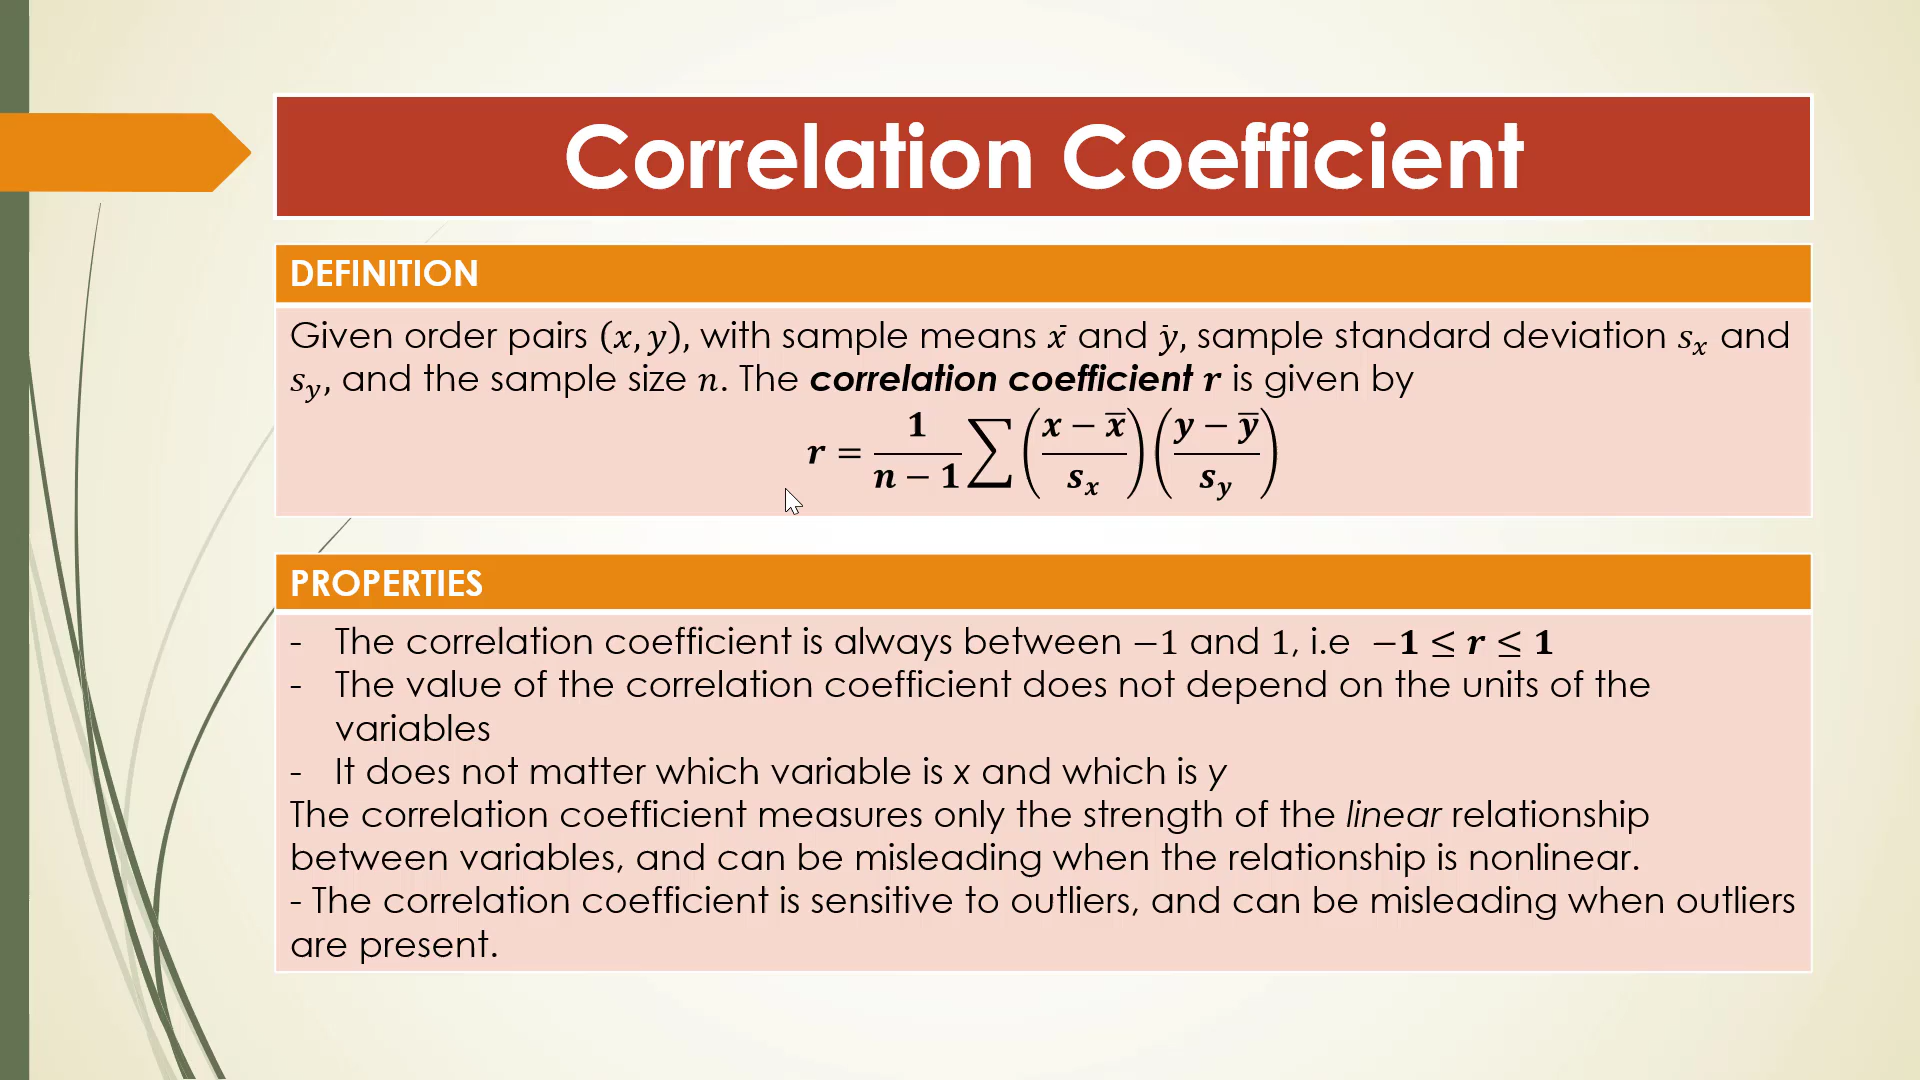 Correlation Coefficient
DEFINITION
Given order pairs (x, y), with sample means x̄ and ȳ, sample standard deviation sₓ and
s_y, and the sample size n. The correlation coefficient r is given by
r = 1/(n − 1) ∑ ((x − x̄)/sₓ) ((y − ȳ)/s_y)
PROPERTIES
- The correlation coefficient is always between −1 and 1, i.e −1 ≤ r ≤ 1
- The value of the correlation coefficient does not depend on the units of the
variables
- It does not matter which variable is x and which is y
The correlation coefficient measures only the strength of the linear relationship
between variables, and can be misleading when the relationship is nonlinear.
- The correlation coefficient is sensitive to outliers, and can be misleading when outliers
are present.